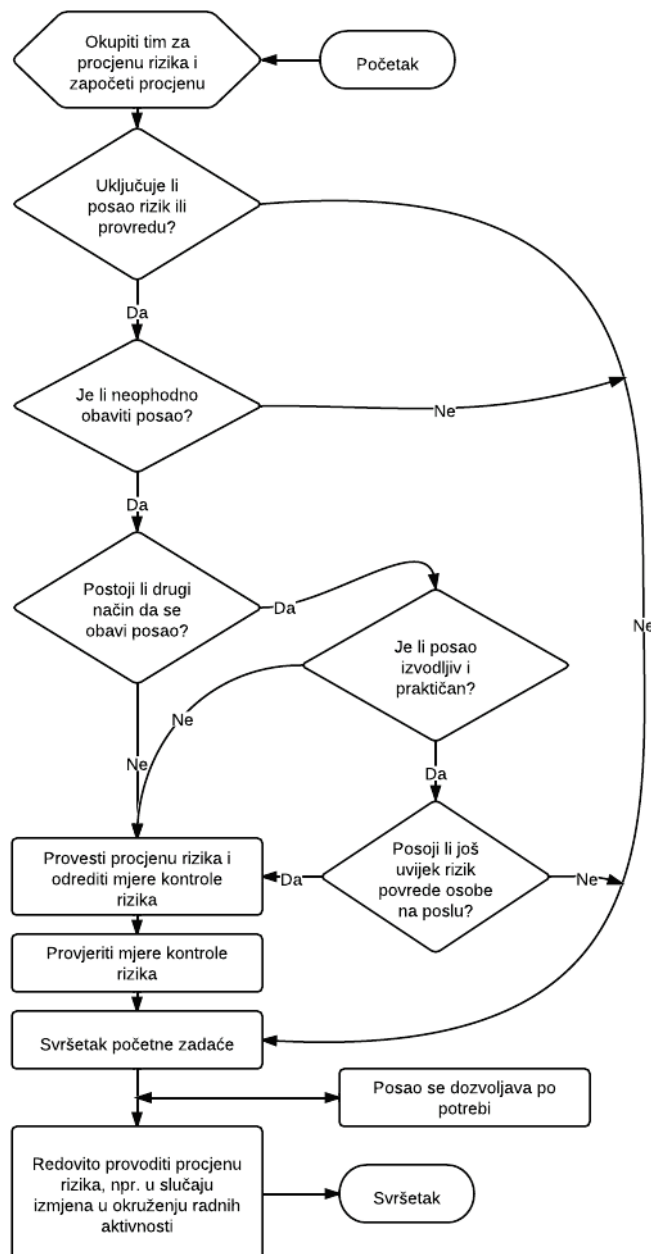 Okupiti tim za
procjenu rizika i
započeti procjenu
Početak
Uključuje li
posao rizik ili
provredu?
Da
Je li neophodno
obaviti posao?
Ne
Da
Postoji li drugi
način da se
obavi posao?
Da
Je li posao
izvodljiv i
praktičan?
Ne
Ne
Ne
Da
Provesti procjenu rizika i
odrediti mjere kontrole
rizika
Da
Posoji li još
uvijek rizik
povrede osobe
na poslu?
Ne
Provjeriti mjere kontrole
rizika
Svršetak početne zadaće
Posao se dozvoljava po
potrebi
Redovito provoditi procjenu
rizika, npr. u slučaju
izmjena u okruženju radnih
aktivnosti
Svršetak